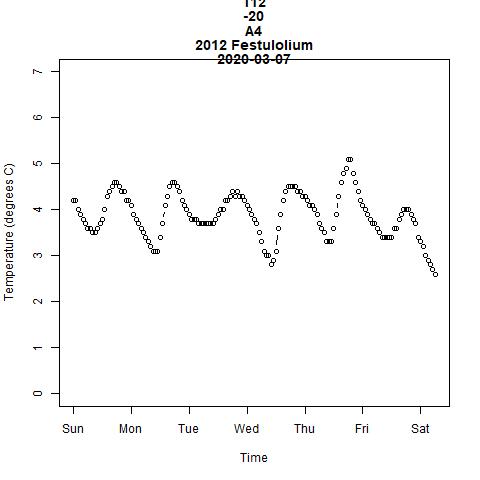 T12
-20
A4
2012 Festulolium
2020-03-07
7
6
5
4
3
2
1
0
Temperature (degrees C)
Sun Mon Tue Wed Thu Fri Sat
Time